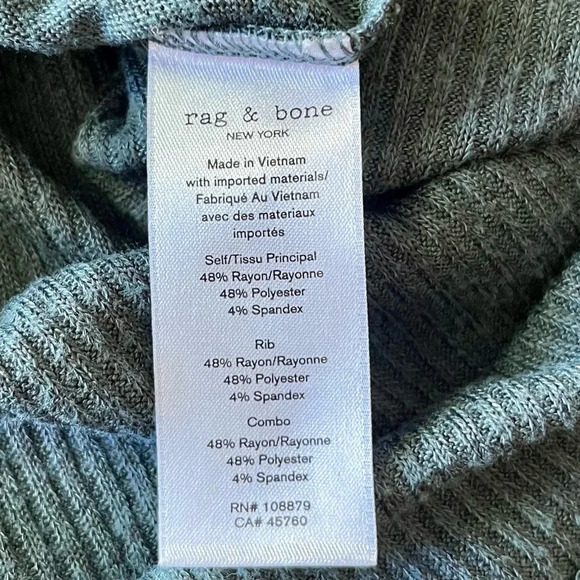 rag & bone
NEW YORK
Made in Vietnam
with imported materials/
Fabriqué Au Vietnam
avec des materiaux
importés
Self/Tissu Principal
48% Rayon/Rayonne
48% Polyester
4% Spandex
Rib
48% Rayon/Rayonne
48% Polyester
4% Spandex
Combo
48% Rayon/Rayonne
48% Polyester
4% Spandex
RN# 108879
CA# 45760